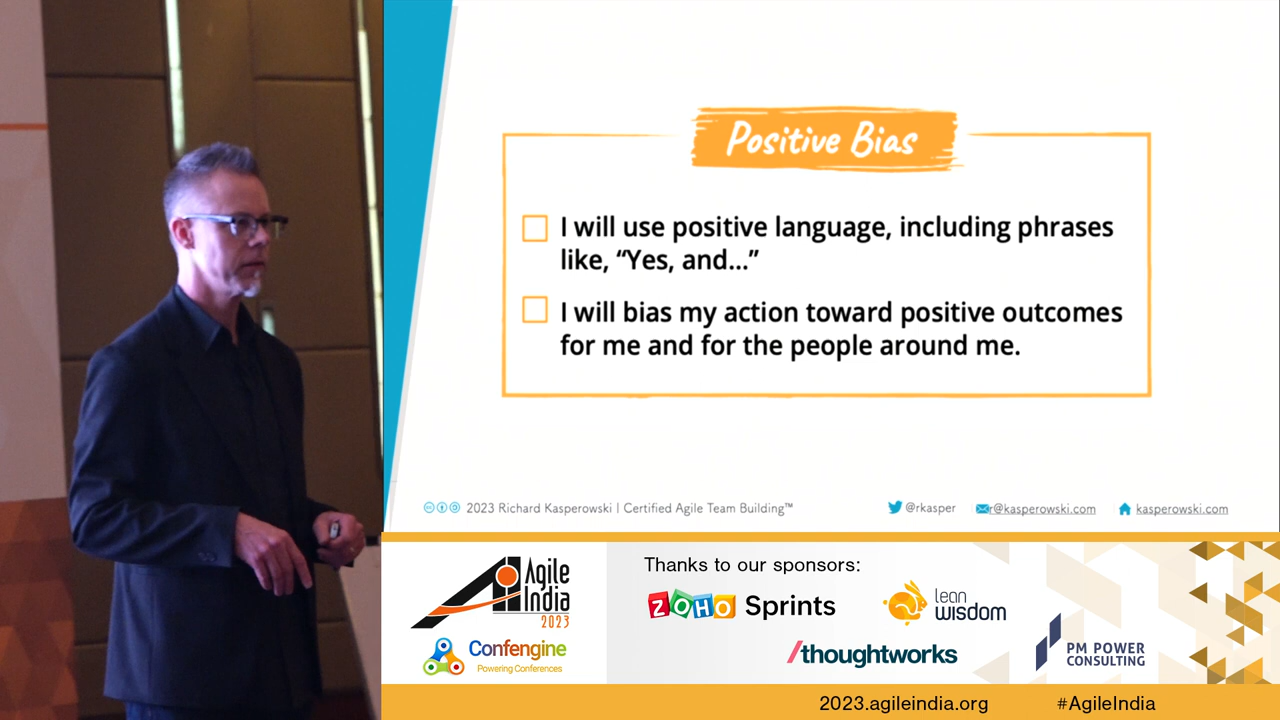 Positive Bias
I will use positive language, including phrases
like, “Yes, and...”
I will bias my action toward positive outcomes
for me and for the people around me.
2023 Richard Kasperowski | Certified Agile Team Building™
@rkasper
r@kasperowski.com
kasperowski.com
Agile
India
2023
Confengine
Powering Conferences
Thanks to our sponsors:
ZOHO Sprints
lean
wisdom
/thoughtworks
PM POWER
CONSULTING
2023.agileindia.org
#AgileIndia